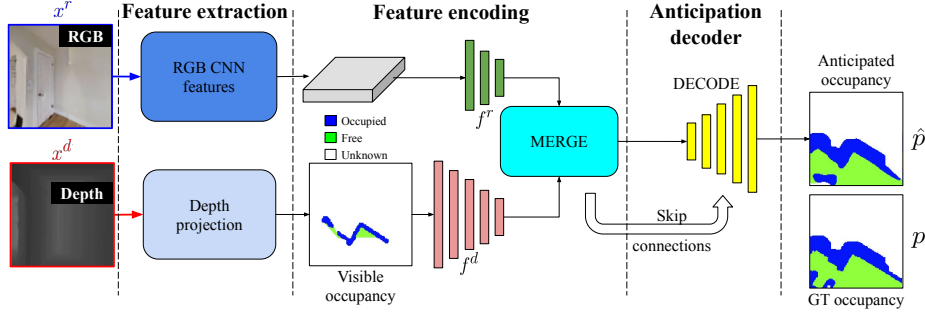 Feature extraction
Feature encoding
Anticipation
decoder
x^r
RGB
RGB CNN
features
f^r
Occupied
Free
Unknown
MERGE
DECODE
Anticipated
occupancy
p̂
x^d
Depth
Depth
projection
Visible
occupancy
f^d
Skip
connections
p
GT occupancy